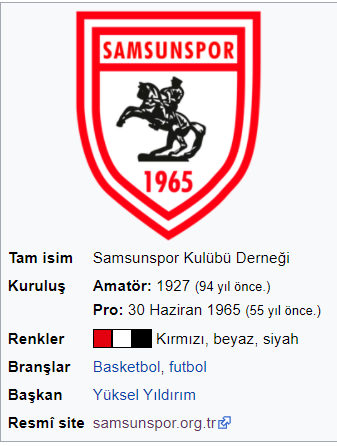 SAMSUNSPOR
1965
Tam isim Samsunspor Kulübü Derneği
Kuruluş Amatör: 1927 (94 yıl önce.)
Pro: 30 Haziran 1965 (55 yıl önce.)
Renkler Kırmızı, beyaz, siyah
Branşlar Basketbol, futbol
Başkan Yüksel Yıldırım
Resmî site samsunspor.org.tr